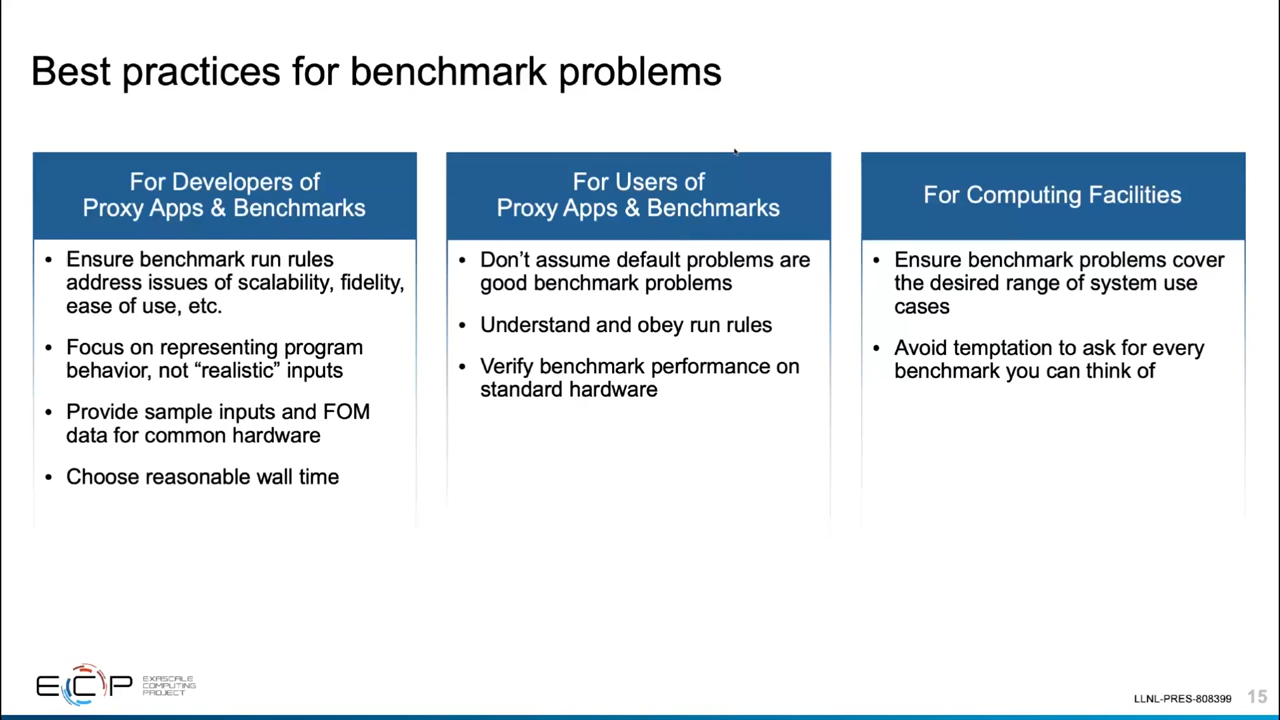 Best practices for benchmark problems
For Developers of
Proxy Apps & Benchmarks
• Ensure benchmark run rules
address issues of scalability, fidelity,
ease of use, etc.
• Focus on representing program
behavior, not “realistic” inputs
• Provide sample inputs and FOM
data for common hardware
• Choose reasonable wall time
For Users of
Proxy Apps & Benchmarks
• Don’t assume default problems are
good benchmark problems
• Understand and obey run rules
• Verify benchmark performance on
standard hardware
For Computing Facilities
• Ensure benchmark problems cover
the desired range of system use
cases
• Avoid temptation to ask for every
benchmark you can think of
ECP
EXASCALE
COMPUTING
PROJECT
LLNL-PRES-808399
15